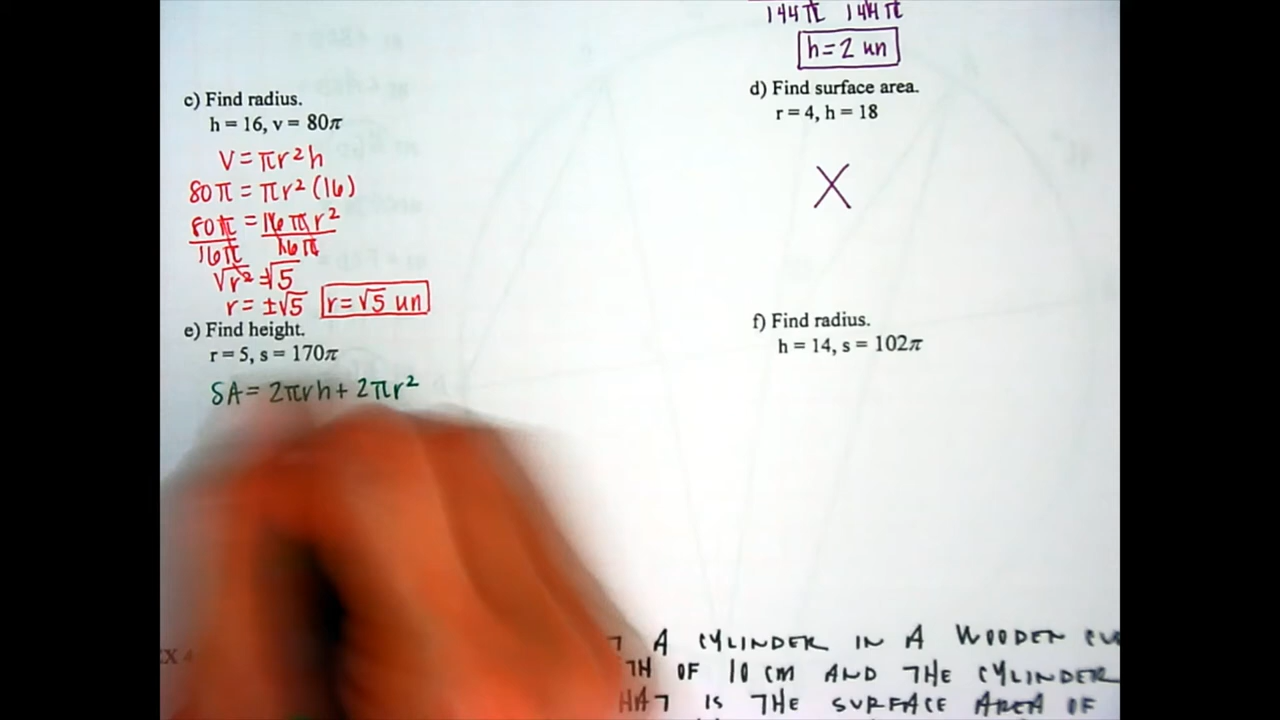 144π 144π
h = 2 un
c) Find radius.
h = 16, v = 80π
V = πr²h
80π = πr² (16)
80π = 16πr²
16π 16π
√r² = √5
r = ±√5 r = √5 un
d) Find surface area.
r = 4, h = 18
X
e) Find height.
r = 5, s = 170π
SA = 2πrh + 2πr²
f) Find radius.
h = 14, s = 102π
EX 4
A CYLINDER IN A WOODEN
OF 10 CM AND THE CYLINDER
IS THE SURFACE AREA OF